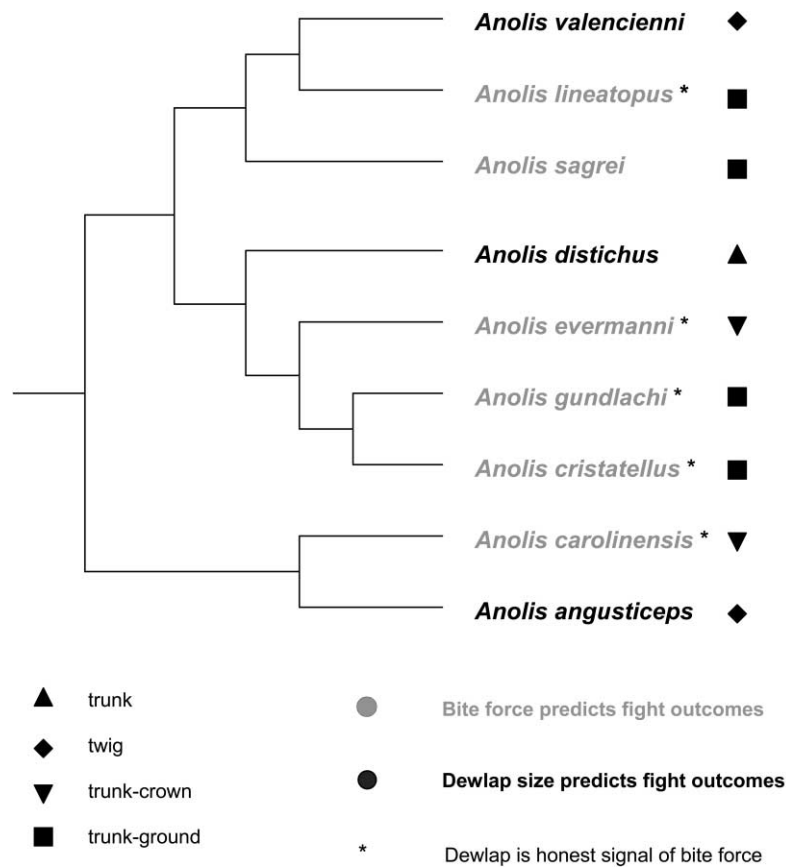 Anolis valencienni
Anolis lineatopus *
Anolis sagrei
Anolis distichus
Anolis evermanni *
Anolis gundlachi *
Anolis cristatellus *
Anolis carolinensis *
Anolis angusticeps
trunk
twig
trunk-crown
trunk-ground
Bite force predicts fight outcomes
Dewlap size predicts fight outcomes
* Dewlap is honest signal of bite force